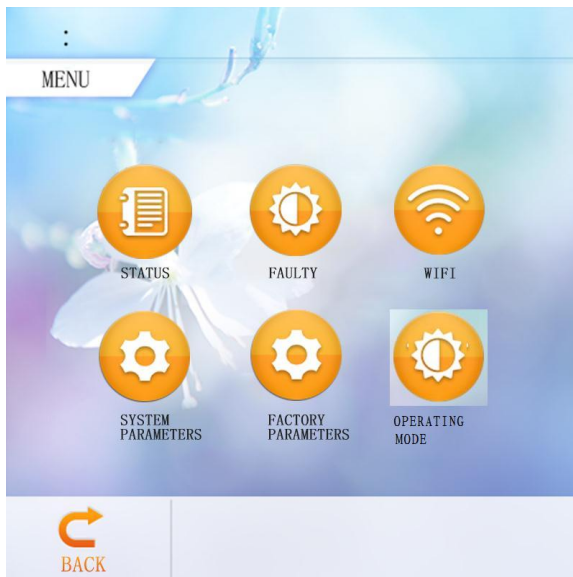 :
MENU
STATUS
FAULTY
WIFI
SYSTEM
PARAMETERS
FACTORY
PARAMETERS
OPERATING
MODE
BACK